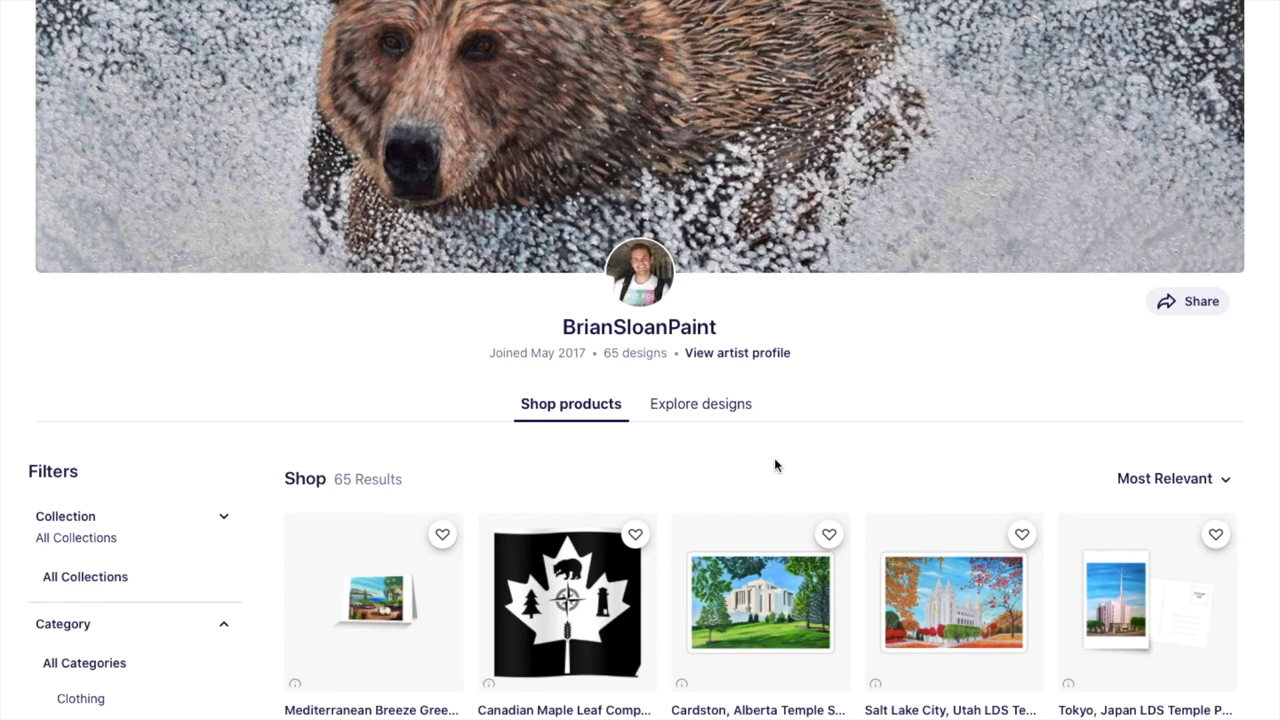 Share
BrianSloanPaint
Joined May 2017 • 65 designs • View artist profile
Shop products Explore designs
Filters
Shop 65 Results
Most Relevant
Collection
All Collections
All Collections
Category
All Categories
Clothing
Mediterranean Breeze Gree...
Canadian Maple Leaf Comp...
Cardston, Alberta Temple S...
Salt Lake City, Utah LDS Te...
Tokyo, Japan LDS Temple P...